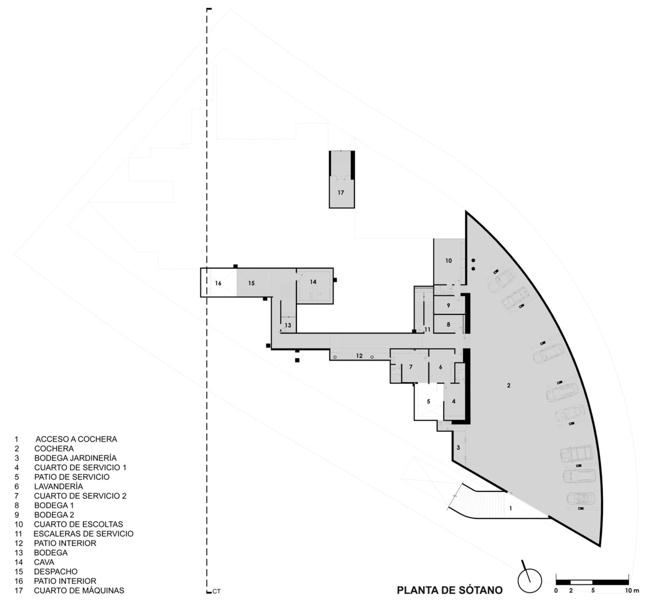 17
10
16
15
14
9
13
11
8
12
7
6
2
5
4
3
1
1 ACCESO A COCHERA
2 COCHERA
3 BODEGA JARDINERÍA
4 CUARTO DE SERVICIO 1
5 PATIO DE SERVICIO
6 LAVANDERÍA
7 CUARTO DE SERVICIO 2
8 BODEGA 1
9 BODEGA 2
10 CUARTO DE ESCOLTAS
11 ESCALERAS DE SERVICIO
12 PATIO INTERIOR
13 BODEGA
14 CAVA
15 DESPACHO
16 PATIO INTERIOR
17 CUARTO DE MÁQUINAS
CT
PLANTA DE SÓTANO
0 2 5 10 m